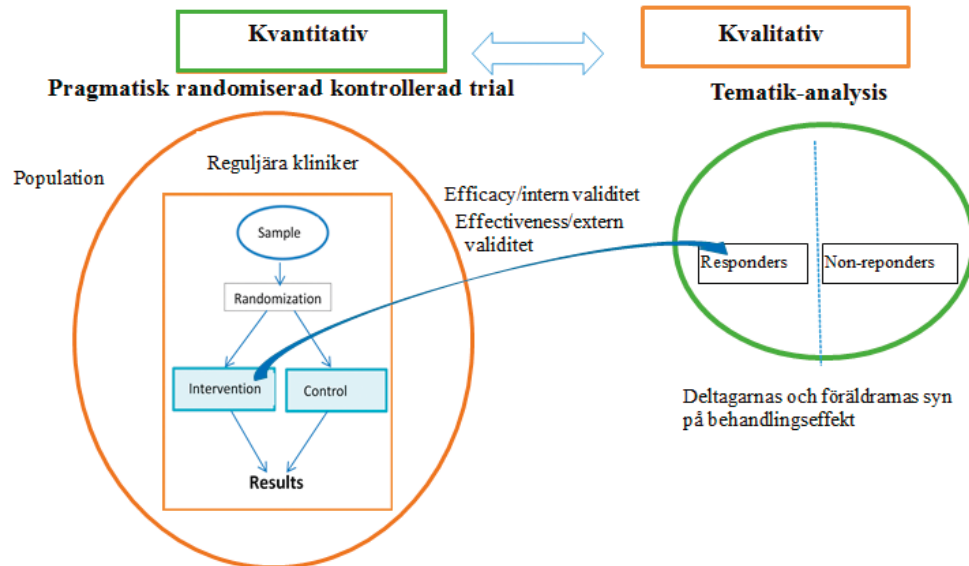 Kvantitativ
Kvalitativ
Pragmatisk randomiserad kontrollerad trial
Tematik-analysis
Population
Reguljära kliniker
Sample
Randomization
Intervention
Control
Results
Efficacy/intern validitet
Effectiveness/extern
validitet
Responders
Non-reponders
Deltagarnas och föräldrarnas syn
på behandlingseffekt